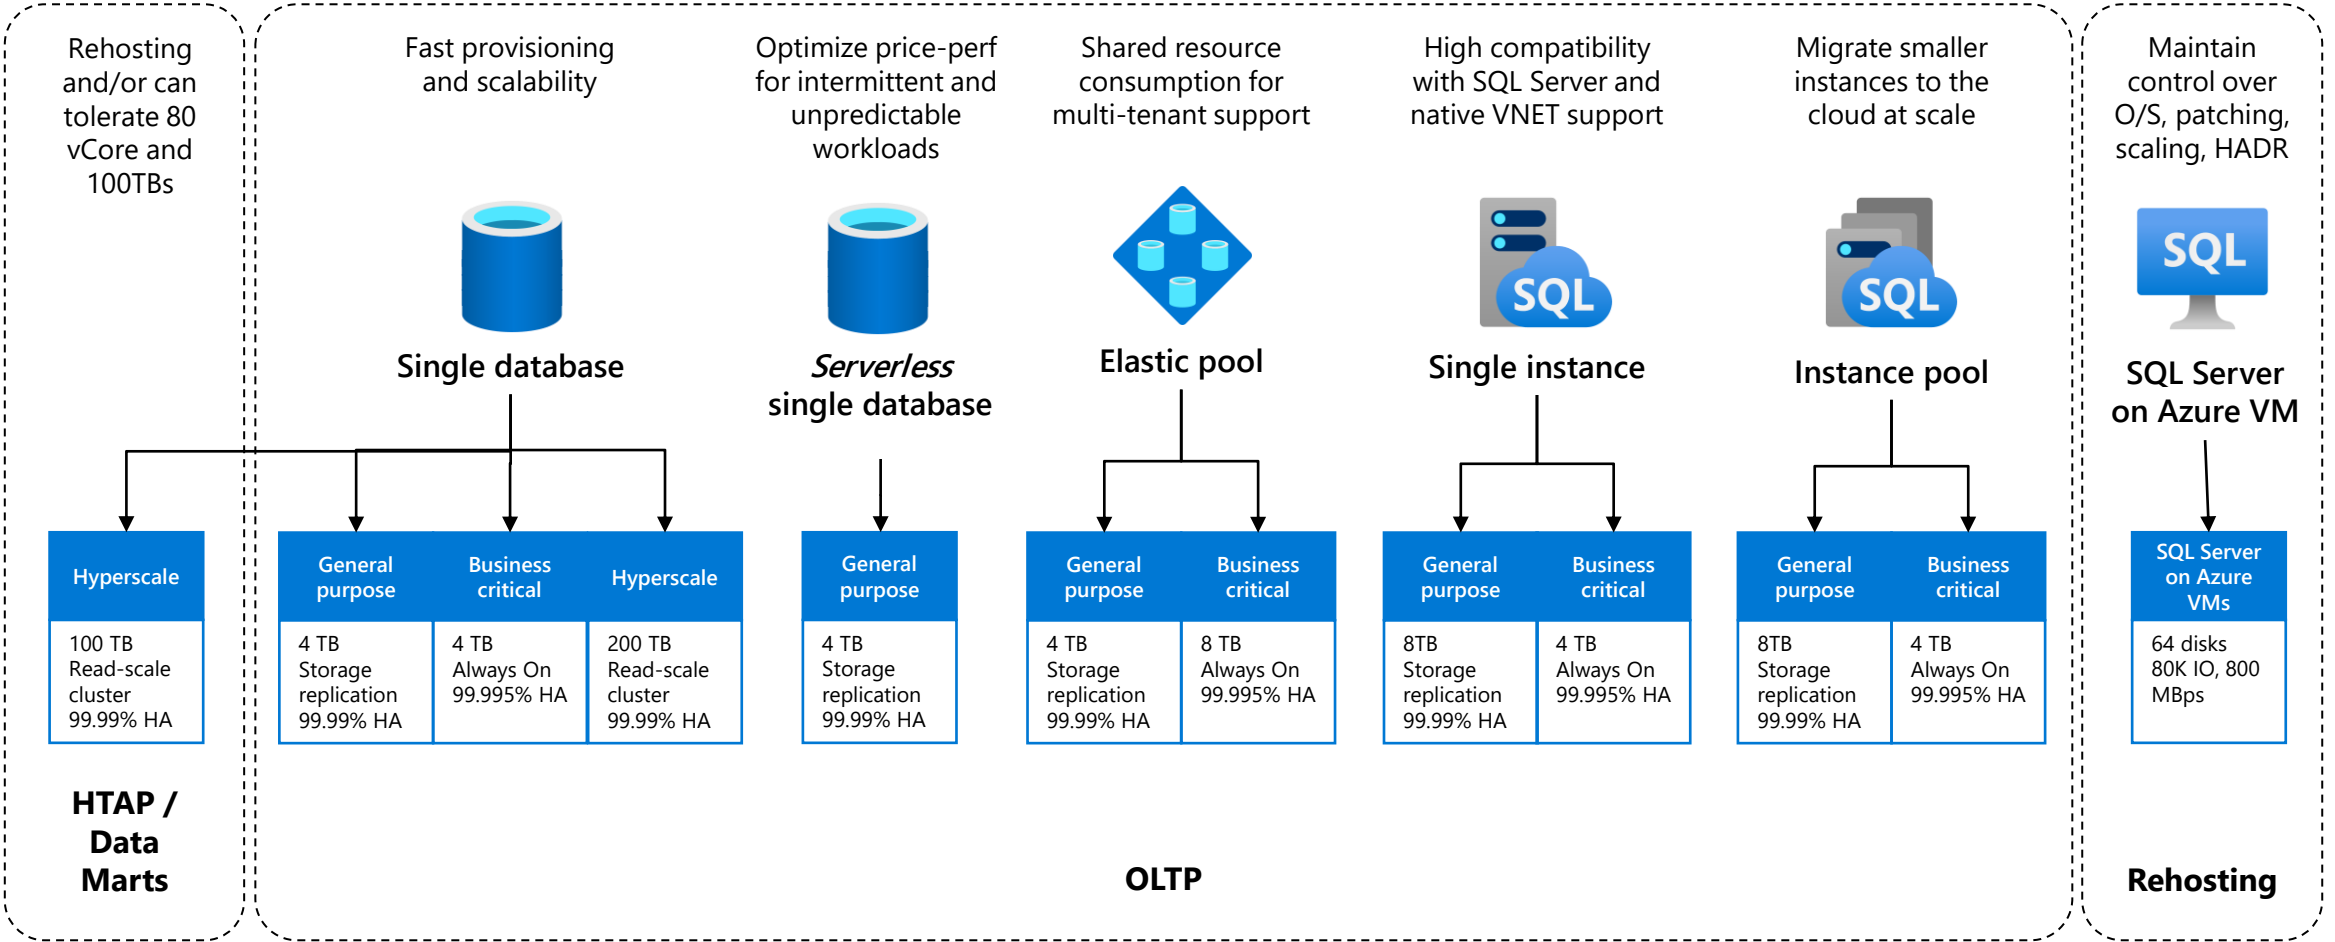 Rehosting
and/or can
tolerate 80
vCore and
100TBs
Fast provisioning
and scalability
Optimize price-perf
for intermittent and
unpredictable
workloads
Shared resource
consumption for
multi-tenant support
High compatibility
with SQL Server and
native VNET support
Migrate smaller
instances to the
cloud at scale
Maintain
control over
O/S, patching,
scaling, HADR
SQL
SQL
SQL
Single database
Serverless
single database
Elastic pool
Single instance
Instance pool
SQL Server
on Azure VM
Hyperscale
100 TB
Read-scale
cluster
99.99% HA
General
purpose
4 TB
Storage
replication
99.99% HA
Business
critical
4 TB
Always On
99.995% HA
Hyperscale
200 TB
Read-scale
cluster
99.99% HA
General
purpose
4 TB
Storage
replication
99.99% HA
General
purpose
4 TB
Storage
replication
99.99% HA
Business
critical
8 TB
Always On
99.995% HA
General
purpose
8TB
Storage
replication
99.99% HA
Business
critical
4 TB
Always On
99.995% HA
General
purpose
8TB
Storage
replication
99.99% HA
Business
critical
4 TB
Always On
99.995% HA
SQL Server
on Azure
VMs
64 disks
80K IO, 800
MBps
HTAP /
Data
Marts
OLTP
Rehosting